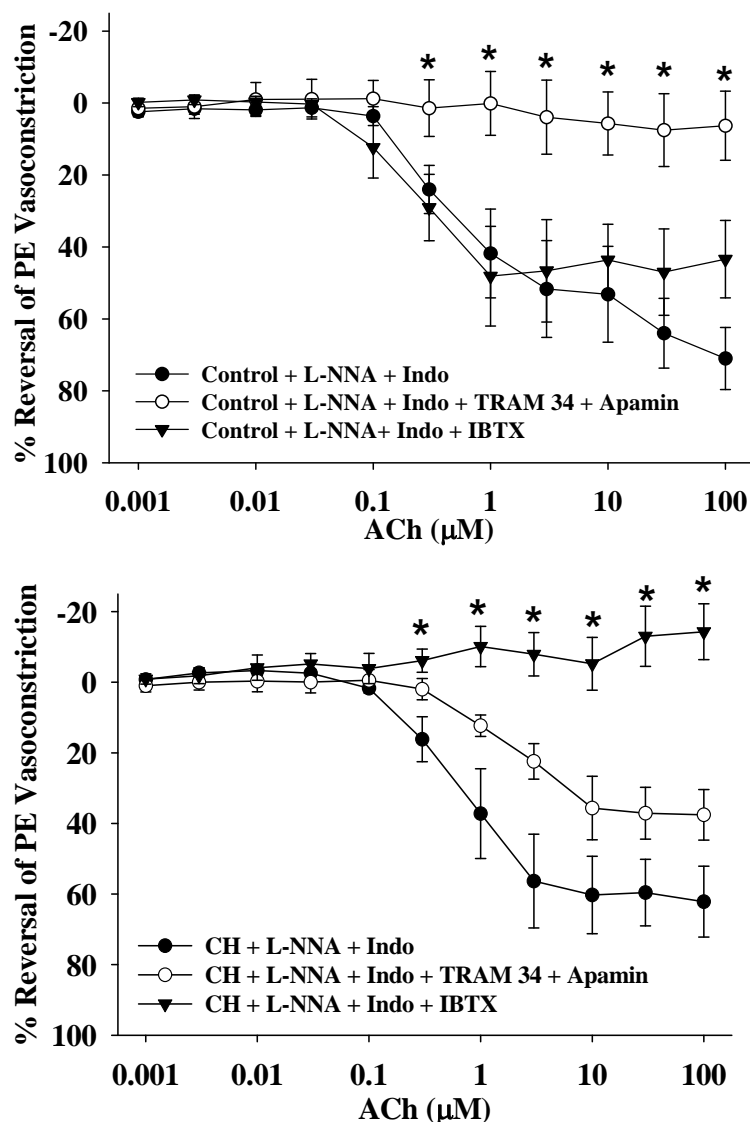 -20
* * * * * *
0
20
40
60
80
100
% Reversal of PE Vasoconstriction
Control + L-NNA + Indo
Control + L-NNA + Indo + TRAM 34 + Apamin
Control + L-NNA+ Indo + IBTX
0.001 0.01 0.1 1 10 100
ACh (μM)
-20
* * * * * *
0
20
40
60
80
100
% Reversal of PE Vasoconstriction
CH + L-NNA + Indo
CH + L-NNA + Indo + TRAM 34 + Apamin
CH + L-NNA + Indo + IBTX
0.001 0.01 0.1 1 10 100
ACh (μM)